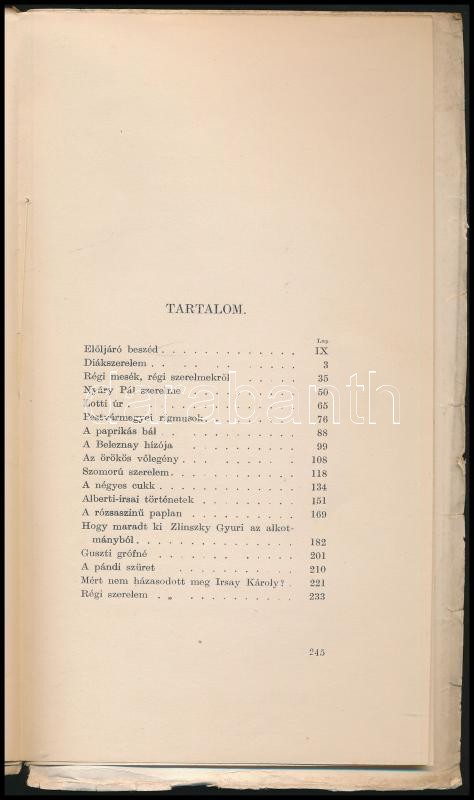 TARTALOM.
Lap
Előljáró beszéd . . . . . . . . . . . . . IX
Diákszerelem . . . . . . . . . . . . . 3
Régi mesék, régi szerelmekről . . . . . . 35
Nyáry Pál szerelme . . . . . . . . . . 50
Lotti úr . . . . . . . . . . . . . . . 65
Pestvármegyei rigmusok . . . . . . . . . 76
A paprikás bál . . . . . . . . . . . . 88
A Beleznay hízója . . . . . . . . . . . 99
Az örökös vőlegény . . . . . . . . . . . 108
Szomorú szerelem . . . . . . . . . . . . 118
A négyes cukk . . . . . . . . . . . . . 134
Alberti-irsai történetek . . . . . . . . . 151
A rózsaszinű paplan . . . . . . . . . . 169
Hogy maradt ki Zlinszky Gyuri az alkot-
mányból . . . . . . . . . . . . . . 182
Guszti grófné . . . . . . . . . . . . . 201
A pándi szüret . . . . . . . . . . . . 210
Mért nem házasodott meg Irsay Károly? . 221
Régi szerelem . . . . . . . . . . . . . 233
245
darabanth